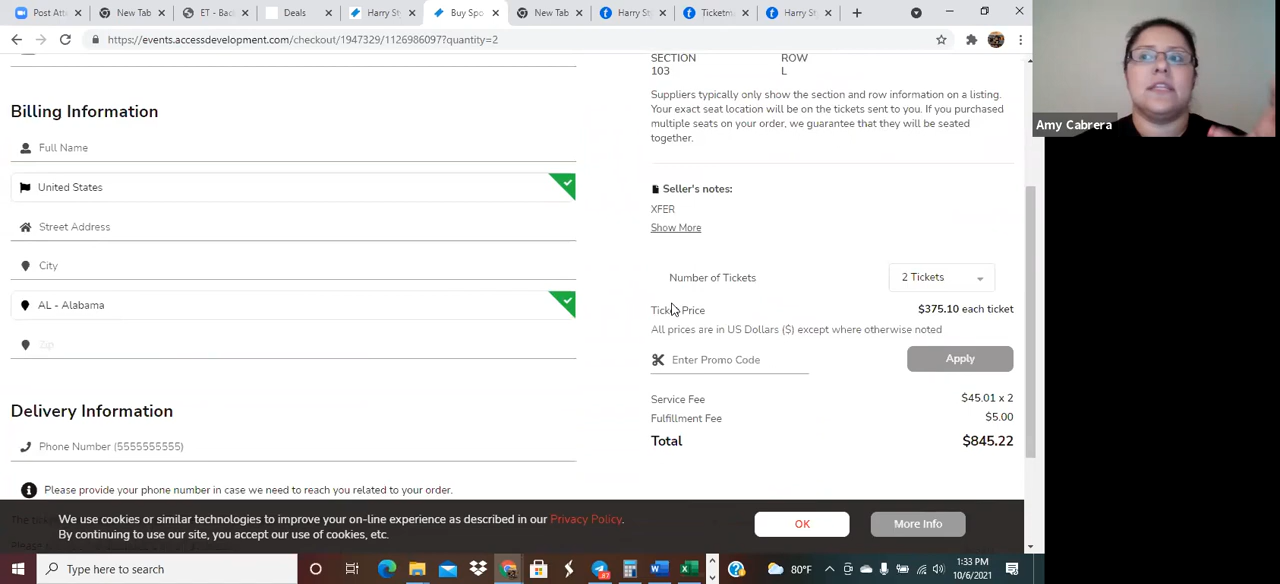 Post Att
New Tab
ET - Bac
Deals
Harry St
Buy Spo
New Tab
Harry St
Ticketm
Harry St
https://events.accessdevelopment.com/checkout/1947329/1126986097?quantity=2
Billing Information
Full Name
United States
Street Address
City
AL - Alabama
Zip
Delivery Information
Phone Number (5555555555)
Please provide your phone number in case we need to reach you related to your order.
SECTION ROW
103 L
Suppliers typically only show the section and row information on a listing.
Your exact seat location will be on the tickets sent to you. If you purchased
multiple seats on your order, we guarantee that they will be seated
together.
Seller's notes:
XFER
Show More
Number of Tickets 2 Tickets
Ticket Price $375.10 each ticket
All prices are in US Dollars ($) except where otherwise noted
Enter Promo Code Apply
Service Fee $45.01 x 2
Fulfillment Fee $5.00
Total $845.22
We use cookies or similar technologies to improve your on-line experience as described in our Privacy Policy.
By continuing to use our site, you accept our use of cookies, etc.
OK
More Info
Amy Cabrera
Type here to search
80°F
1:33 PM
10/6/2021